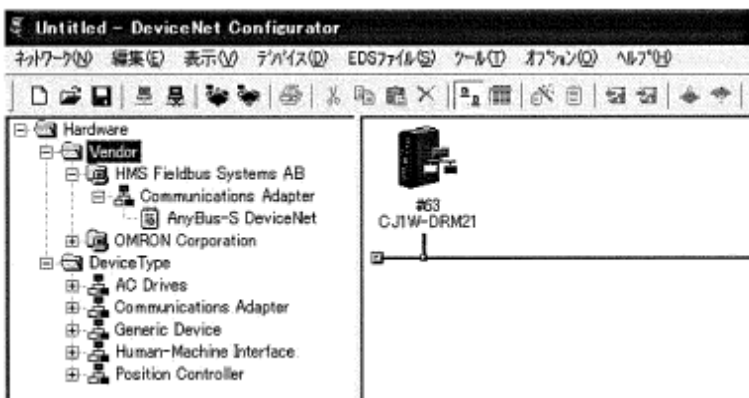 Untitled - DeviceNet Configurator
ネットワーク(N) 編集(E) 表示(V) デバイス(D) EDSファイル(S) ツール(T) オプション(O) ヘルプ(H)
Hardware
Vendor
HMS Fieldbus Systems AB
Communications Adapter
AnyBus-S DeviceNet
OMRON Corporation
DeviceType
AC Drives
Communications Adapter
Generic Device
Human-Machine Interface
Position Controller
#63
CJ1W-DRM21